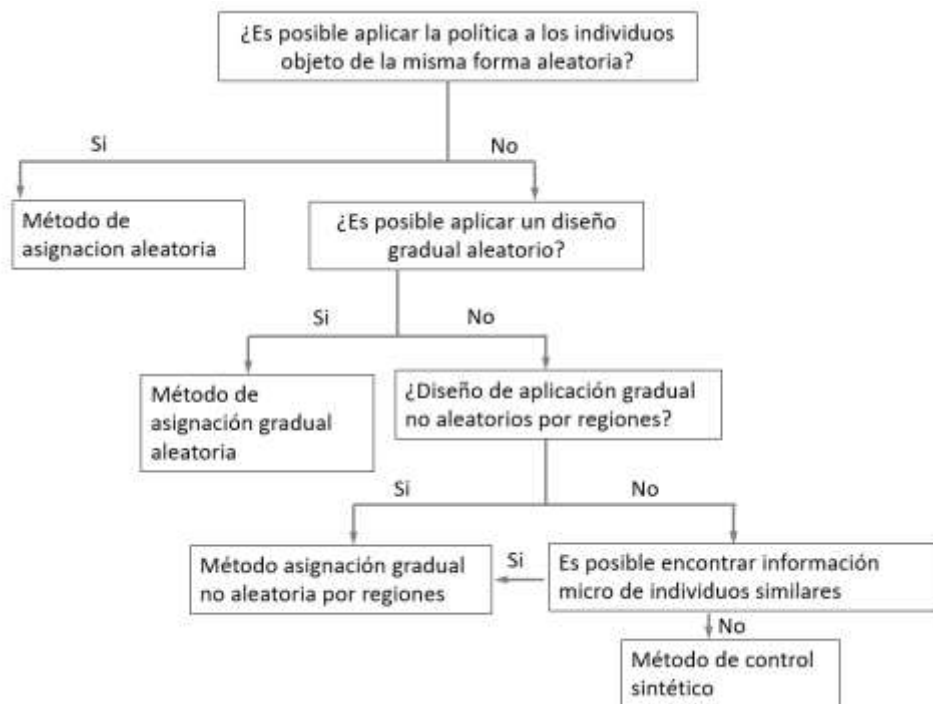 ¿Es posible aplicar la política a los individuos
objeto de la misma forma aleatoria?
Si
No
Método de
asignacion aleatoria
¿Es posible aplicar un diseño
gradual aleatorio?
Si
No
Método de
asignación gradual
aleatoria
¿Diseño de aplicación gradual
no aleatorios por regiones?
Si
No
Método asignación gradual
no aleatoria por regiones
Si
Es posible encontrar información
micro de individuos similares
No
Método de control
sintético